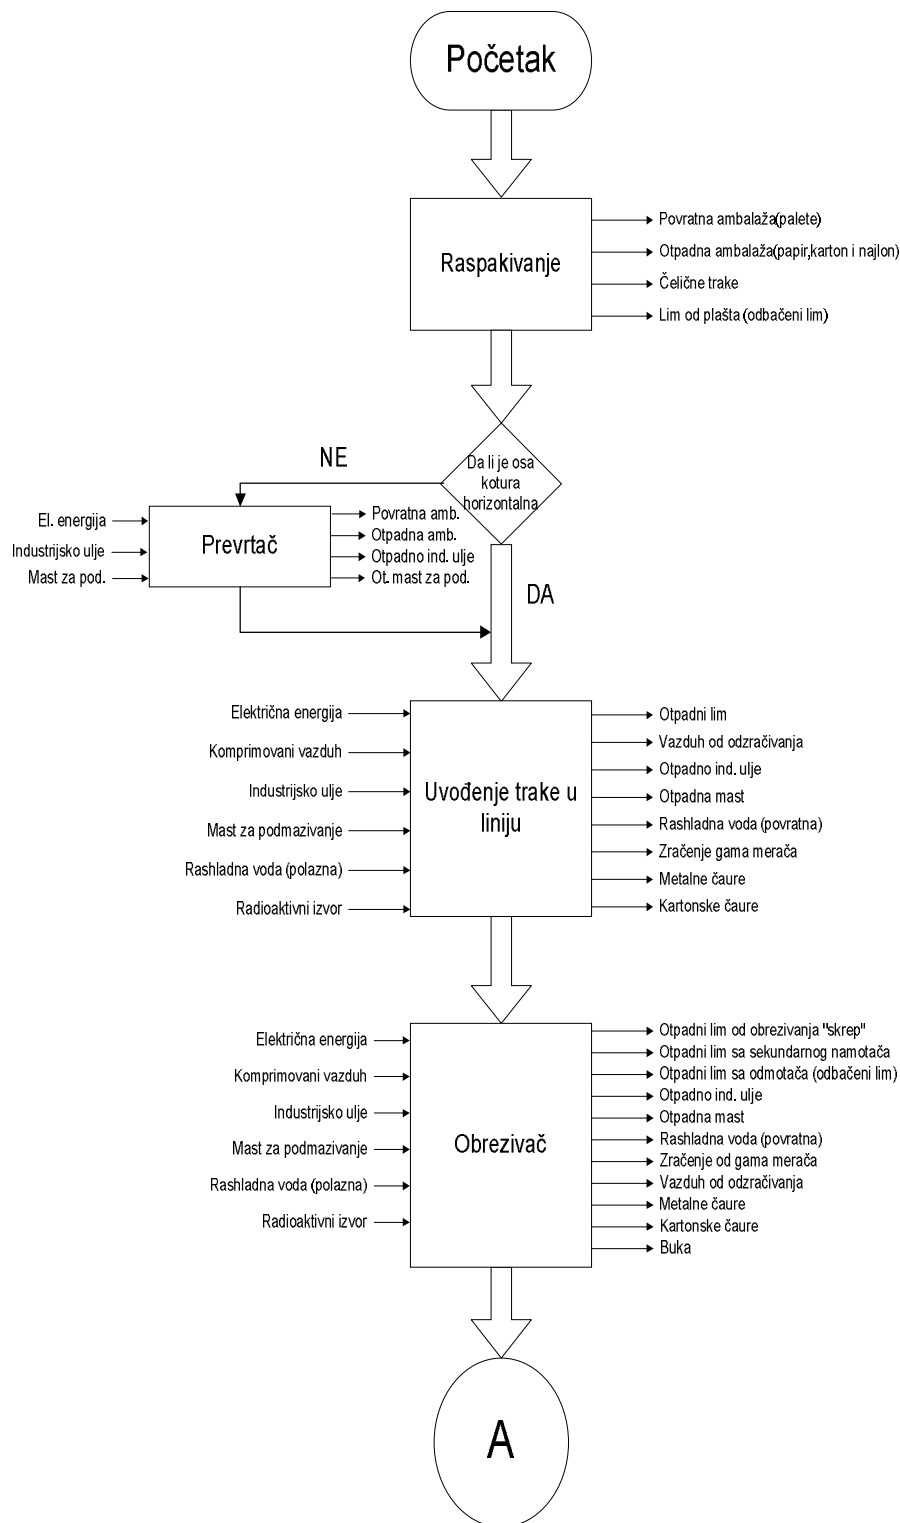 Početak
Raspakivanje
Povratna ambalaža(palete)
Otpadna ambalaža(papir,karton i najlon)
Čelične trake
Lim od plašta (odbačeni lim)
Da li je osa
kotura
horizontalna
NE
DA
El. energija
Industrijsko ulje
Mast za pod.
Prevrtač
Povratna amb.
Otpadna amb.
Otpadno ind. ulje
Ot. mast za pod.
Električna energija
Komprimovani vazduh
Industrijsko ulje
Mast za podmazivanje
Rashladna voda (polazna)
Radioaktivni izvor
Uvođenje trake u
liniju
Otpadni lim
Vazduh od odzračivanja
Otpadno ind. ulje
Otpadna mast
Rashladna voda (povratna)
Zračenje gama merača
Metalne čaure
Kartonske čaure
Električna energija
Komprimovani vazduh
Industrijsko ulje
Mast za podmazivanje
Rashladna voda (polazna)
Radioaktivni izvor
Obrezivač
Otpadni lim od obrezivanja "skrep"
Otpadni lim sa sekundarnog namotača
Otpadni lim sa odmotača (odbačeni lim)
Otpadno ind. ulje
Otpadna mast
Rashladna voda (povratna)
Zračenje od gama merača
Vazduh od odzračivanja
Metalne čaure
Kartonske čaure
Buka
A